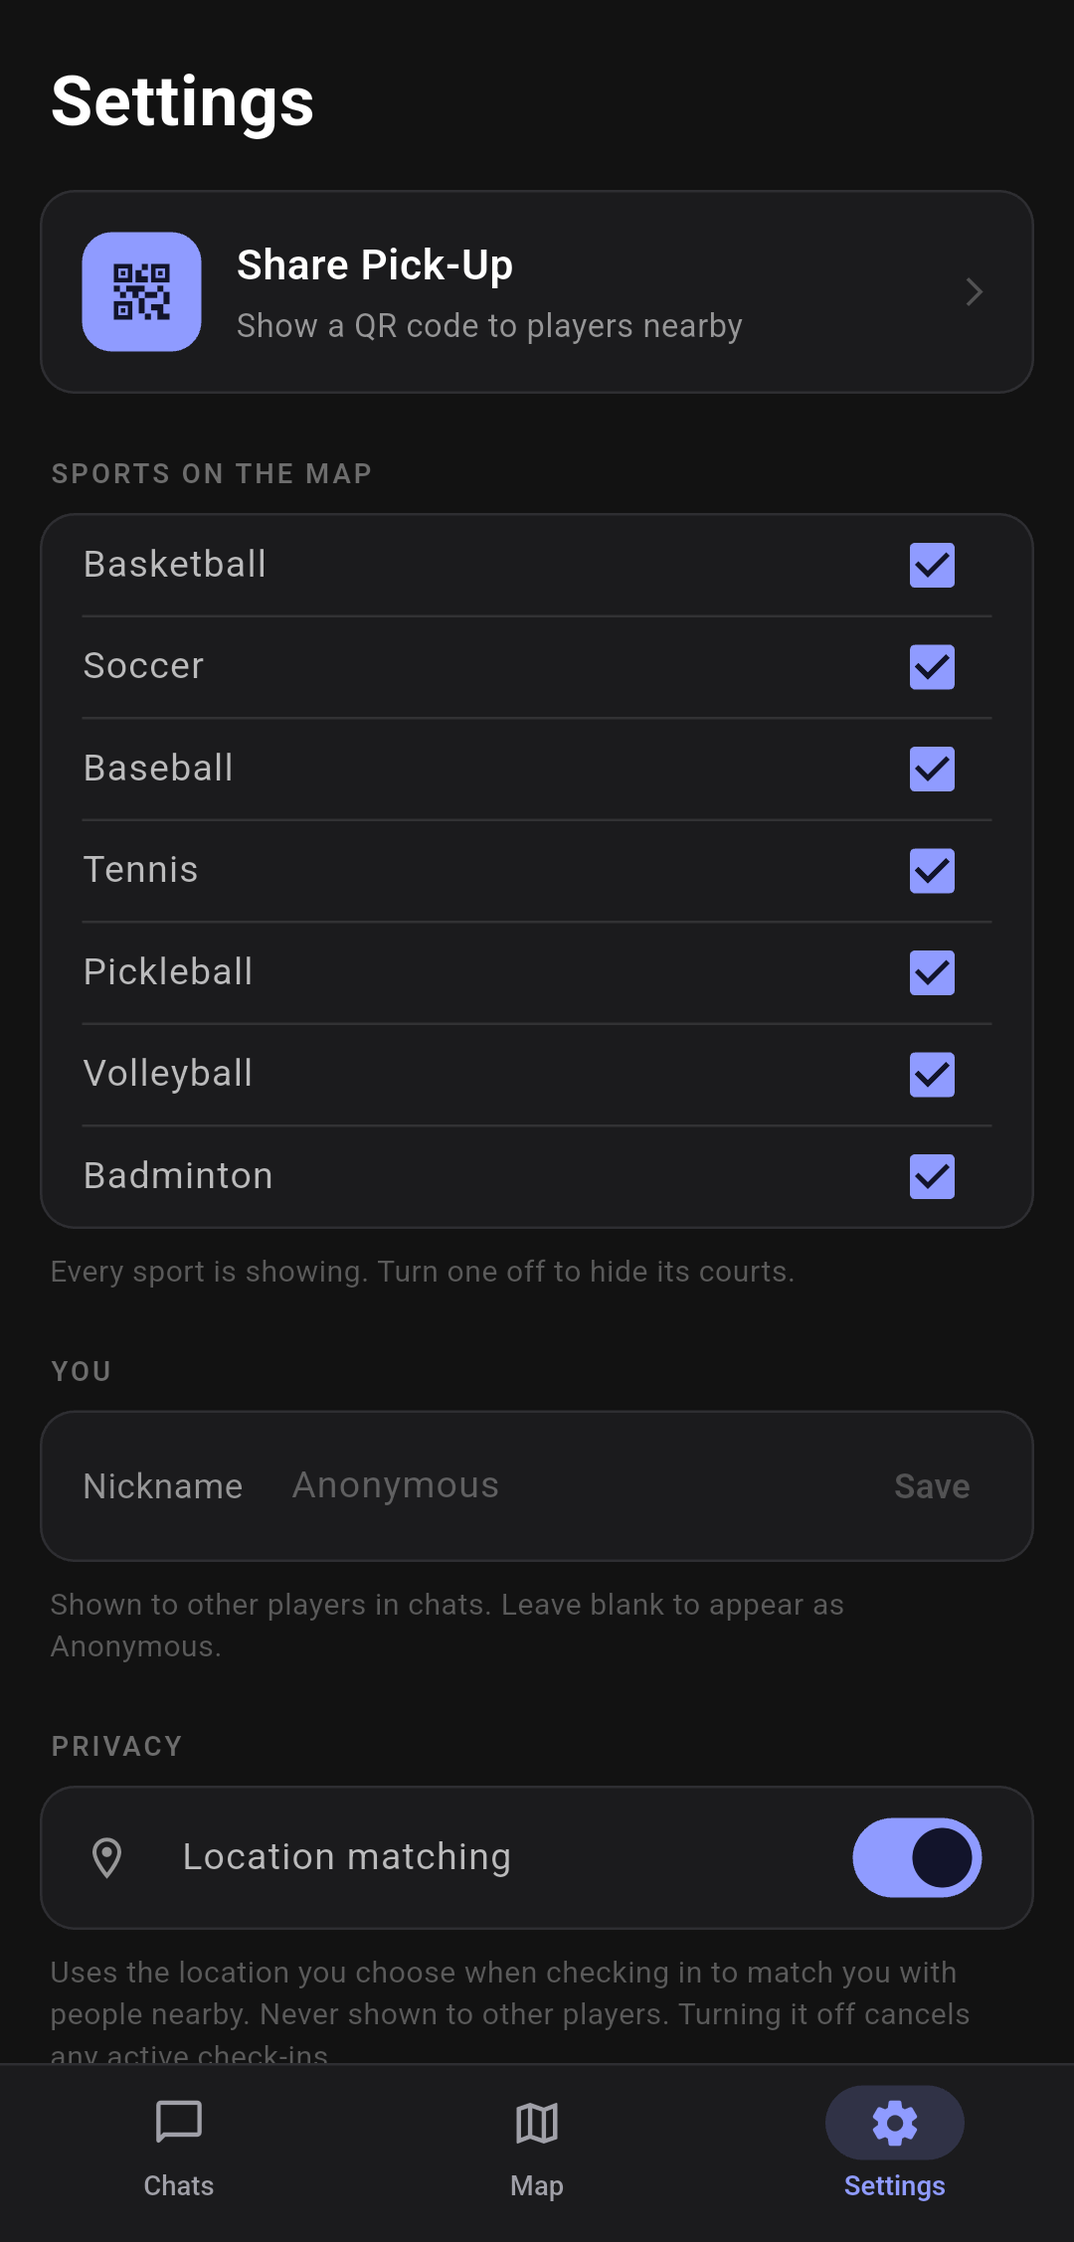 Settings
Share Pick-Up
Show a QR code to players nearby
SPORTS ON THE MAP
Basketball
Soccer
Baseball
Tennis
Pickleball
Volleyball
Badminton
Every sport is showing. Turn one off to hide its courts.
YOU
Nickname Anonymous Save
Shown to other players in chats. Leave blank to appear as
Anonymous.
PRIVACY
Location matching
Uses the location you choose when checking in to match you with
people nearby. Never shown to other players. Turning it off cancels
any active check-ins
Chats Map Settings